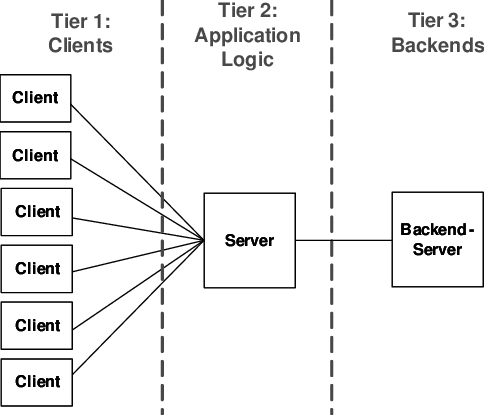 Tier 1:
Clients
Tier 2:
Application
Logic
Tier 3:
Backends
Client
Client
Client
Client
Client
Client
Server
Backend-
Server